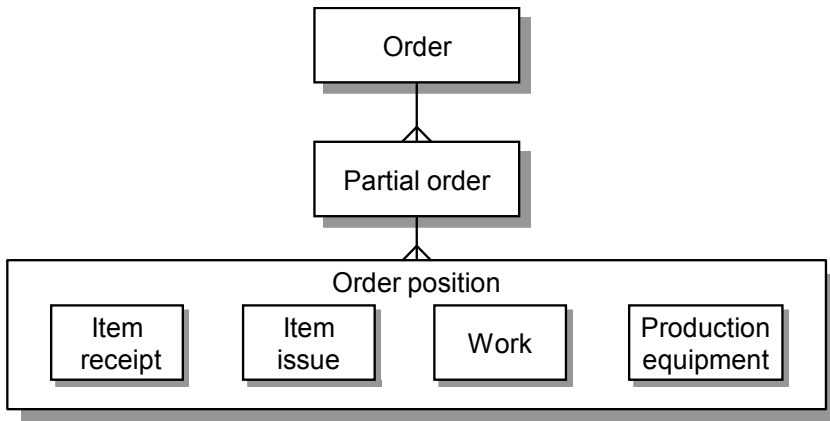 Order
Partial order
Order position
Item
receipt
Item
issue
Work
Production
equipment